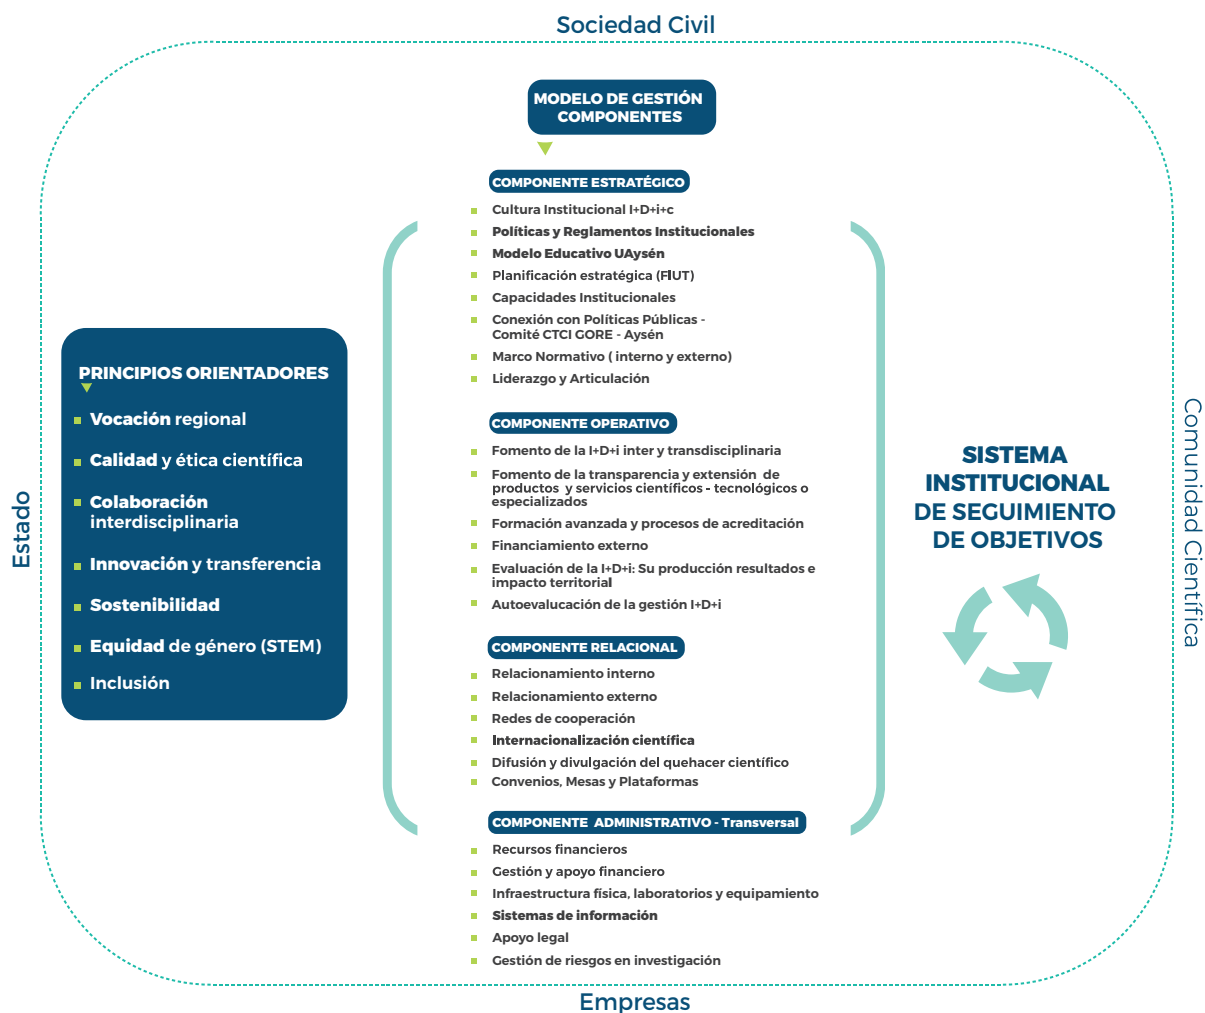 Sociedad Civil
MODELO DE GESTIÓN
COMPONENTES
COMPONENTE ESTRATÉGICO
Cultura Institucional I+D+i+c
Políticas y Reglamentos Institucionales
Modelo Educativo UAysén
Planificación estratégica (FIUT)
Capacidades Institucionales
Conexión con Políticas Públicas -
Comité CTCI GORE - Aysén
Marco Normativo ( interno y externo)
Liderazgo y Articulación
PRINCIPIOS ORIENTADORES
Vocación regional
Calidad y ética científica
Colaboración
interdisciplinaria
Innovación y transferencia
Sostenibilidad
Equidad de género (STEM)
Inclusión
Estado
COMPONENTE OPERATIVO
Fomento de la I+D+i inter y transdisciplinaria
Fomento de la transparencia y extensión de
productos y servicios científicos - tecnológicos o
especializados
Formación avanzada y procesos de acreditación
Financiamiento externo
Evaluación de la I+D+i: Su producción resultados e
impacto territorial
Autoevalucación de la gestión I+D+i
COMPONENTE RELACIONAL
Relacionamiento interno
Relacionamiento externo
Redes de cooperación
Internacionalización científica
Difusión y divulgación del quehacer científico
Convenios, Mesas y Plataformas
COMPONENTE ADMINISTRATIVO - Transversal
Recursos financieros
Gestión y apoyo financiero
Infraestructura física, laboratorios y equipamiento
Sistemas de información
Apoyo legal
Gestión de riesgos en investigación
SISTEMA
INSTITUCIONAL
DE SEGUIMIENTO
DE OBJETIVOS
Comunidad Científica
Empresas